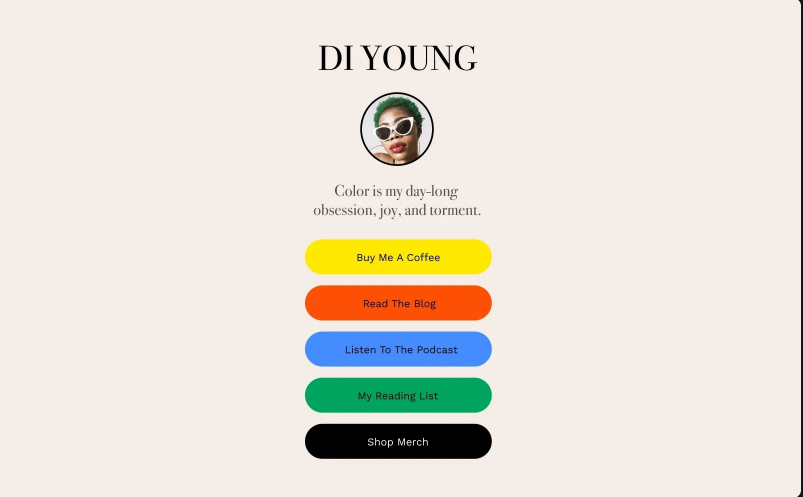 DI YOUNG
Color is my day-long
obsession, joy, and torment.
Buy Me A Coffee
Read The Blog
Listen To The Podcast
My Reading List
Shop Merch